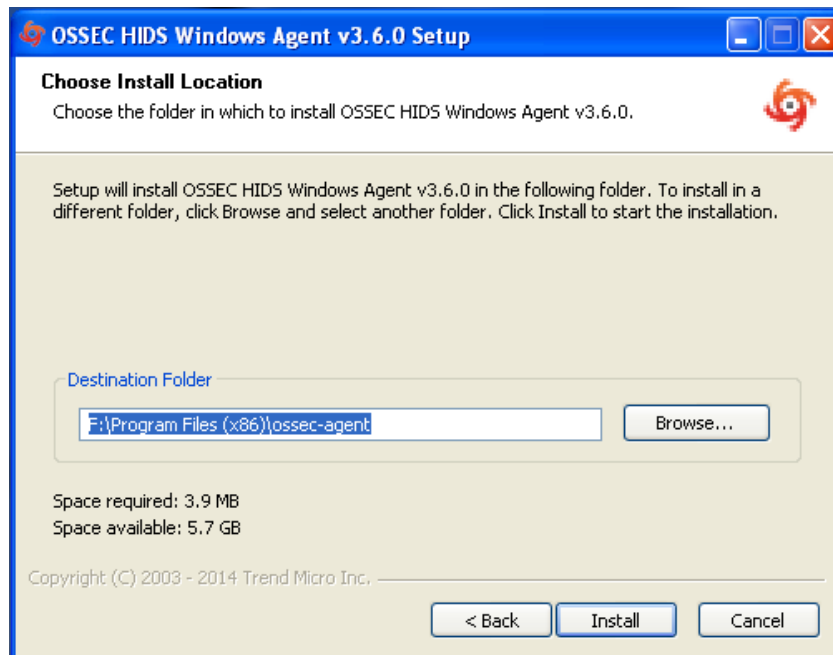 OSSEC HIDS Windows Agent v3.6.0 Setup
Choose Install Location
Choose the folder in which to install OSSEC HIDS Windows Agent v3.6.0.
Setup will install OSSEC HIDS Windows Agent v3.6.0 in the following folder. To install in a
different folder, click Browse and select another folder. Click Install to start the installation.
Destination Folder
F:\Program Files (x86)\ossec-agent
Browse...
Space required: 3.9 MB
Space available: 5.7 GB
Copyright (C) 2003 - 2014 Trend Micro Inc.
< Back
Install
Cancel